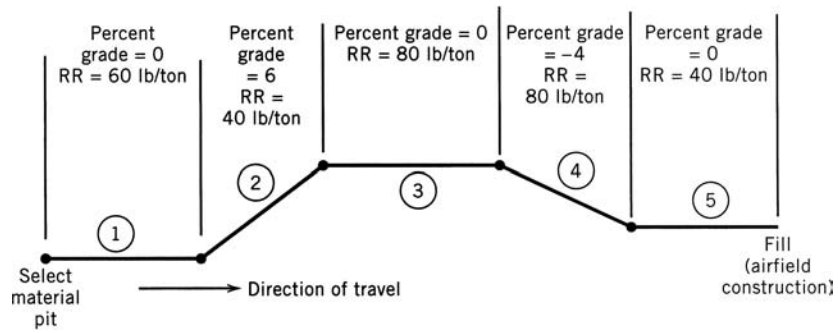 Percent
grade = 0
RR = 60 lb/ton
Percent
grade
= 6
RR =
40 lb/ton
Percent grade = 0
RR = 80 lb/ton
Percent grade
= −4
RR =
80 lb/ton
Percent grade
= 0
RR = 40 lb/ton
1
2
3
4
5
Select
material
pit
Direction of travel
Fill
(airfield
construction)